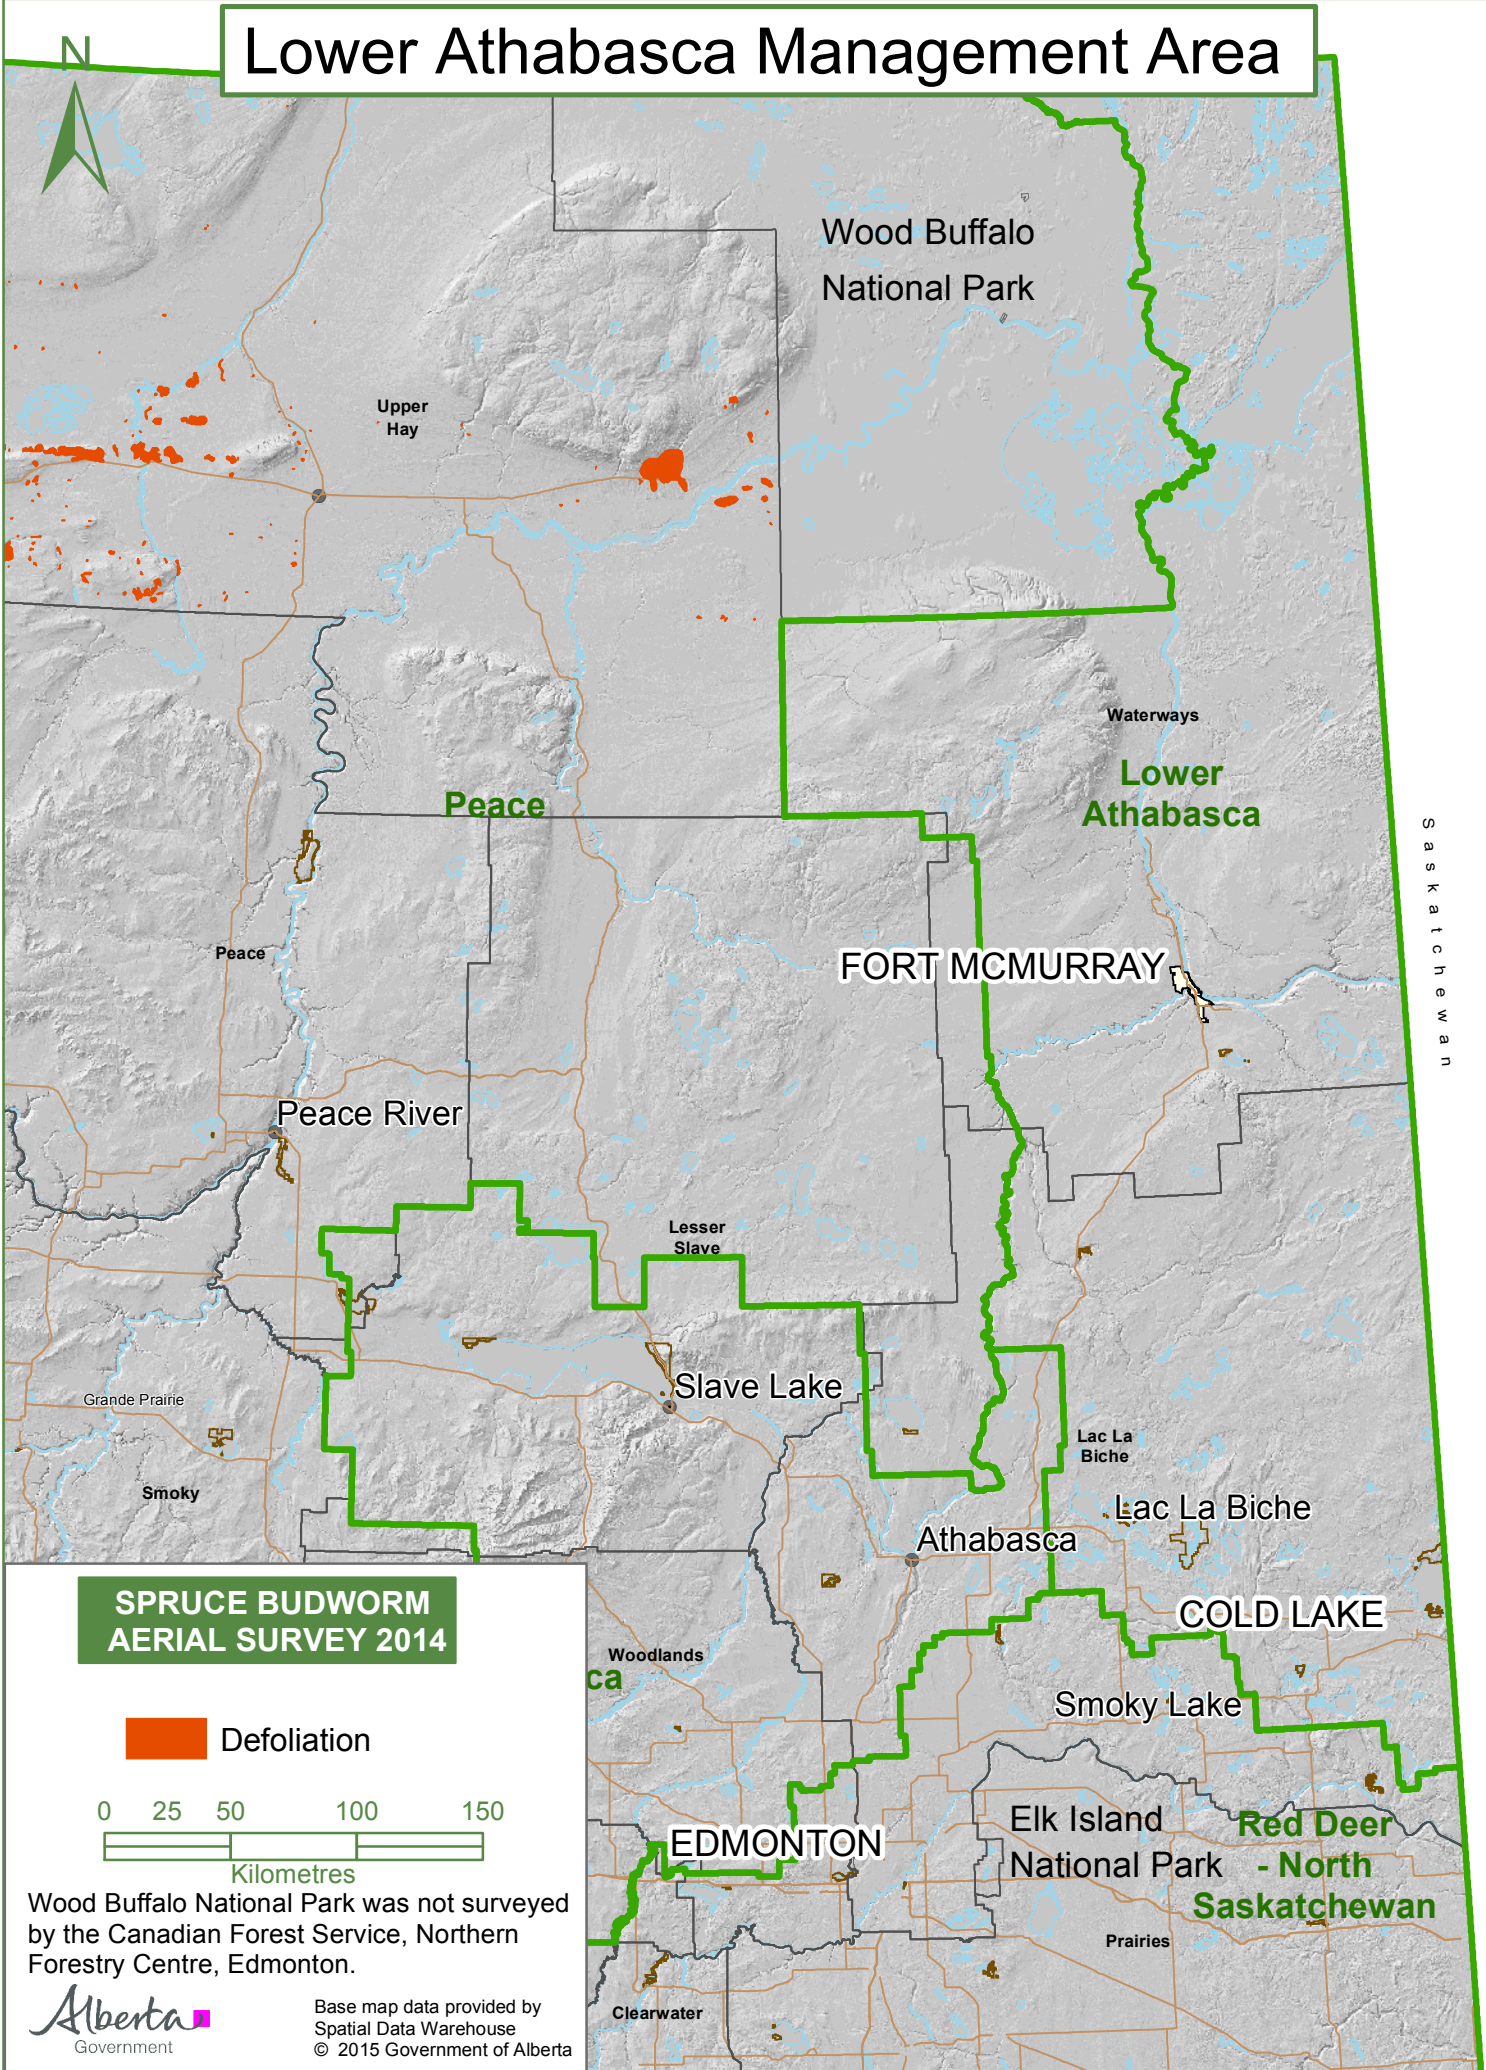 Lower Athabasca Management Area
N
Wood Buffalo
National Park
Upper
Hay
Waterways
Lower
Athabasca
Peace
Saskatchewan
Peace
FORT MCMURRAY
Peace River
Lesser
Slave
Slave Lake
Grande Prairie
Lac La
Biche
Smoky
Lac La Biche
Athabasca
SPRUCE BUDWORM
AERIAL SURVEY 2014
COLD LAKE
Woodlands
ca
Smoky Lake
Defoliation
0 25 50 100 150
Kilometres
EDMONTON
Elk Island
National Park
Red Deer
- North
Saskatchewan
Prairies
Wood Buffalo National Park was not surveyed
by the Canadian Forest Service, Northern
Forestry Centre, Edmonton.
Clearwater
Alberta
Government
Base map data provided by
Spatial Data Warehouse
© 2015 Government of Alberta